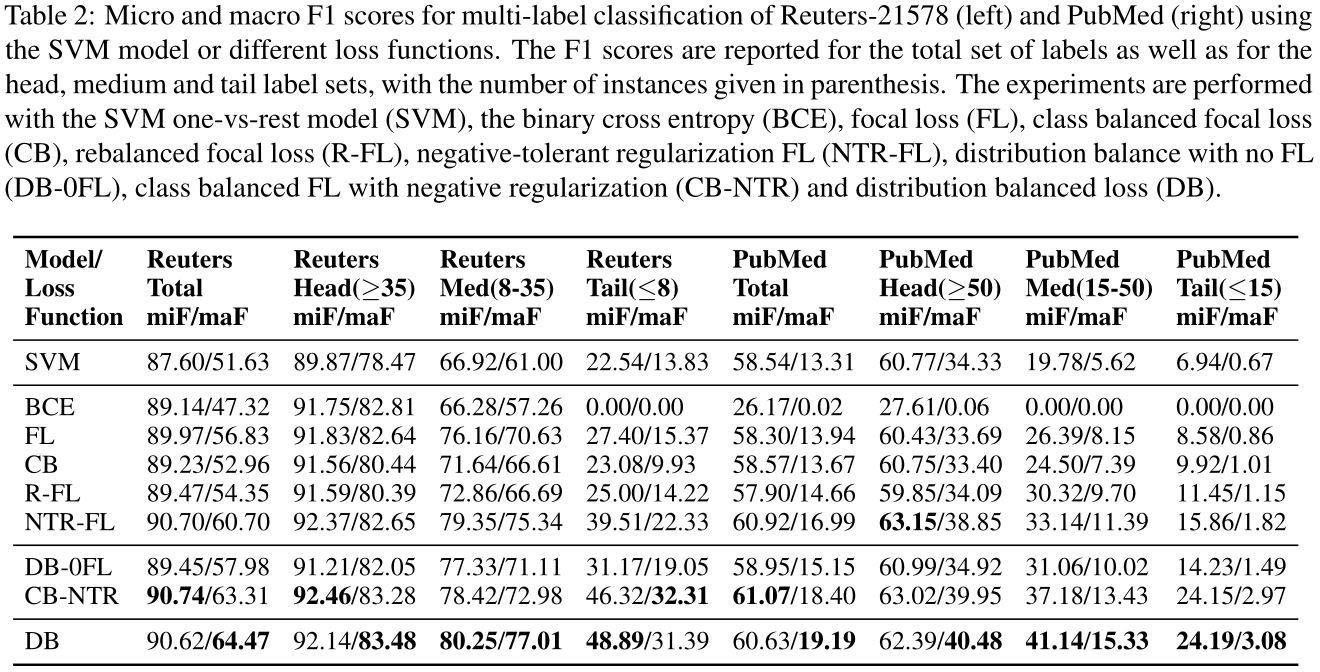 Table 2: Micro and macro F1 scores for multi-label classification of Reuters-21578 (left) and PubMed (right) using
the SVM model or different loss functions. The F1 scores are reported for the total set of labels as well as for the
head, medium and tail label sets, with the number of instances given in parenthesis. The experiments are performed
with the SVM one-vs-rest model (SVM), the binary cross entropy (BCE), focal loss (FL), class balanced focal loss
(CB), rebalanced focal loss (R-FL), negative-tolerant regularization FL (NTR-FL), distribution balance with no FL
(DB-0FL), class balanced FL with negative regularization (CB-NTR) and distribution balanced loss (DB).
Model/ Reuters Reuters Reuters Reuters PubMed PubMed PubMed PubMed
Loss Total Head(≥35) Med(8-35) Tail(≤8) Total Head(≥50) Med(15-50) Tail(≤15)
Function miF/maF miF/maF miF/maF miF/maF miF/maF miF/maF miF/maF miF/maF
SVM 87.60/51.63 89.87/78.47 66.92/61.00 22.54/13.83 58.54/13.31 60.77/34.33 19.78/5.62 6.94/0.67
BCE 89.14/47.32 91.75/82.81 66.28/57.26 0.00/0.00 26.17/0.02 27.61/0.06 0.00/0.00 0.00/0.00
FL 89.97/56.83 91.83/82.64 76.16/70.63 27.40/15.37 58.30/13.94 60.43/33.69 26.39/8.15 8.58/0.86
CB 89.23/52.96 91.56/80.44 71.64/66.61 23.08/9.93 58.57/13.67 60.75/33.40 24.50/7.39 9.92/1.01
R-FL 89.47/54.35 91.59/80.39 72.86/66.69 25.00/14.22 57.90/14.66 59.85/34.09 30.32/9.70 11.45/1.15
NTR-FL 90.70/60.70 92.37/82.65 79.35/75.34 39.51/22.33 60.92/16.99 63.15/38.85 33.14/11.39 15.86/1.82
DB-0FL 89.45/57.98 91.21/82.05 77.33/71.11 31.17/19.05 58.95/15.15 60.99/34.92 31.06/10.02 14.23/1.49
CB-NTR 90.74/63.31 92.46/83.28 78.42/72.98 46.32/32.31 61.07/18.40 63.02/39.95 37.18/13.43 24.15/2.97
DB 90.62/64.47 92.14/83.48 80.25/77.01 48.89/31.39 60.63/19.19 62.39/40.48 41.14/15.33 24.19/3.08